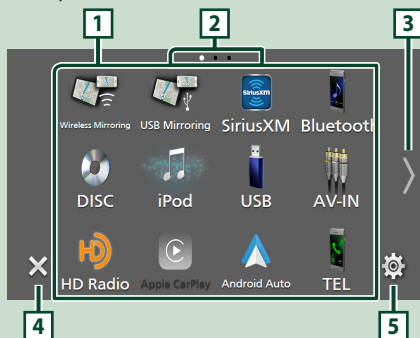 1 2 3
SiriusXM
Wireless Mirroring USB Mirroring SiriusXM Bluetooth
DISC iPod USB AV-IN
HD
HD Radio Apple CarPlay Android Auto TEL
4 5